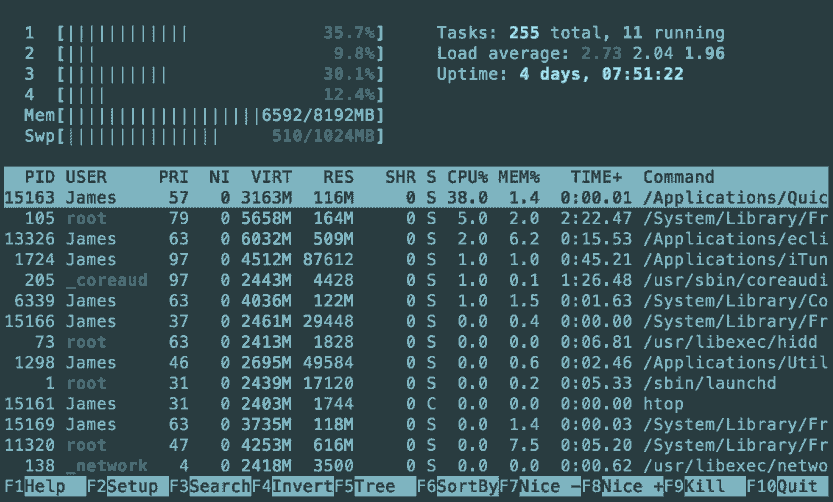 1 [|||||||||||| 35.7%] Tasks: 255 total, 11 running
2 [||| 9.8%] Load average: 2.73 2.04 1.96
3 [|||||||||| 30.1%] Uptime: 4 days, 07:51:22
4 [|||| 12.4%]
Mem[|||||||||||||||||||6592/8192MB]
Swp[||||||||||||||| 510/1024MB]
PID USER PRI NI VIRT RES SHR S CPU% MEM% TIME+ Command
15163 James 57 0 3163M 116M 0 S 38.0 1.4 0:00.01 /Applications/Quic
105 root 79 0 5658M 164M 0 S 5.0 2.0 2:22.47 /System/Library/Fr
13326 James 63 0 6032M 509M 0 S 2.0 6.2 0:15.53 /Applications/ecli
1724 James 97 0 4512M 87612 0 S 1.0 1.0 0:45.21 /Applications/iTun
205 _coreaud 97 0 2443M 4428 0 S 1.0 0.1 1:26.48 /usr/sbin/coreaudi
6339 James 63 0 4036M 122M 0 S 1.0 1.5 0:01.63 /System/Library/Co
15166 James 37 0 2461M 29448 0 S 0.0 0.4 0:00.00 /System/Library/Fr
73 root 63 0 2413M 1828 0 S 0.0 0.0 0:06.81 /usr/libexec/hidd
1298 James 46 0 2695M 49584 0 S 0.0 0.6 0:02.46 /Applications/Util
1 root 31 0 2439M 17120 0 S 0.0 0.2 0:05.33 /sbin/launchd
15161 James 31 0 2403M 1744 0 C 0.0 0.0 0:00.00 htop
15169 James 63 0 3735M 118M 0 S 0.0 1.4 0:00.03 /System/Library/Fr
11320 root 47 0 4253M 616M 0 S 0.0 7.5 0:05.20 /System/Library/Fr
138 _network 4 0 2418M 3500 0 S 0.0 0.0 0:00.62 /usr/libexec/netwo
F1Help F2Setup F3SearchF4InvertF5Tree F6SortByF7Nice -F8Nice +F9Kill F10Quit